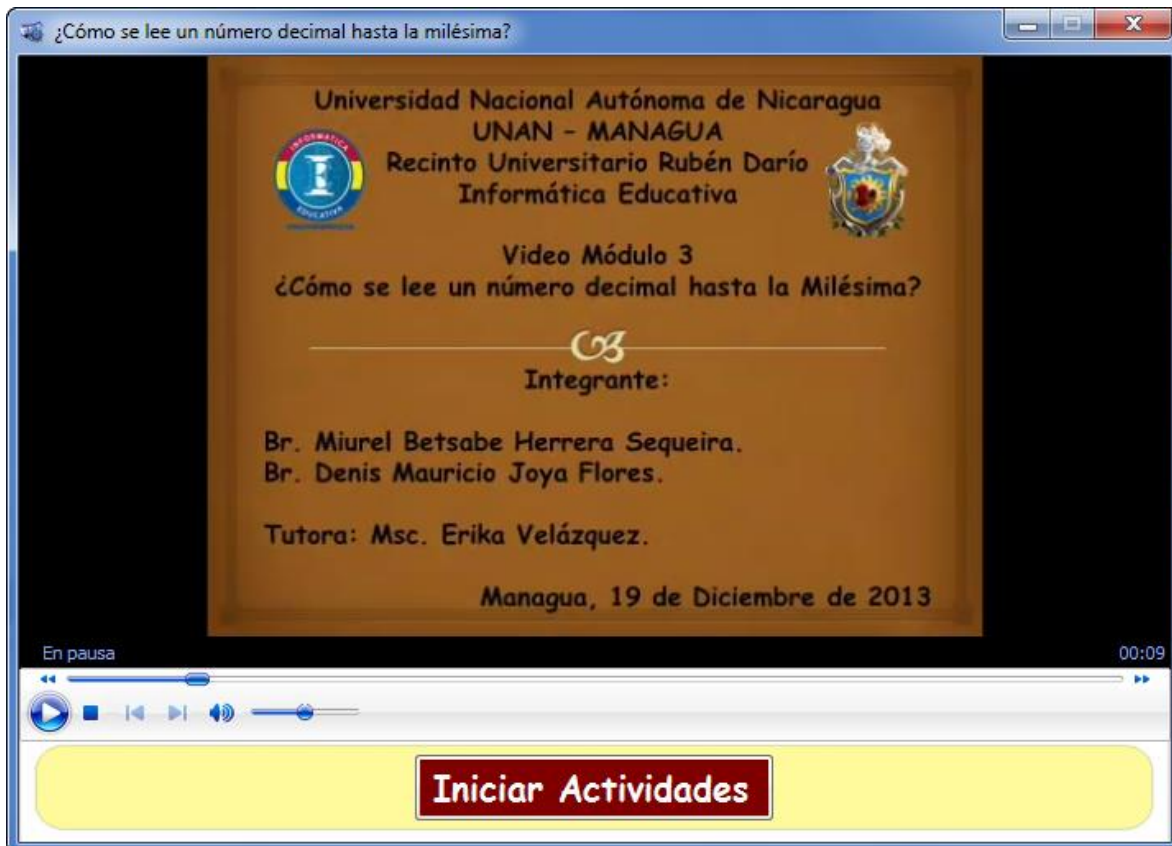 ¿Cómo se lee un número decimal hasta la milésima?
Universidad Nacional Autónoma de Nicaragua
UNAN - MANAGUA
Recinto Universitario Rubén Darío
Informática Educativa
INFORMATICA
EDUCATIVA
Video Módulo 3
¿Cómo se lee un número decimal hasta la Milésima?
Integrante:
Br. Miurel Betsabe Herrera Sequeira.
Br. Denis Mauricio Joya Flores.
Tutora: Msc. Erika Velázquez.
Managua, 19 de Diciembre de 2013
En pausa
00:09
Iniciar Actividades